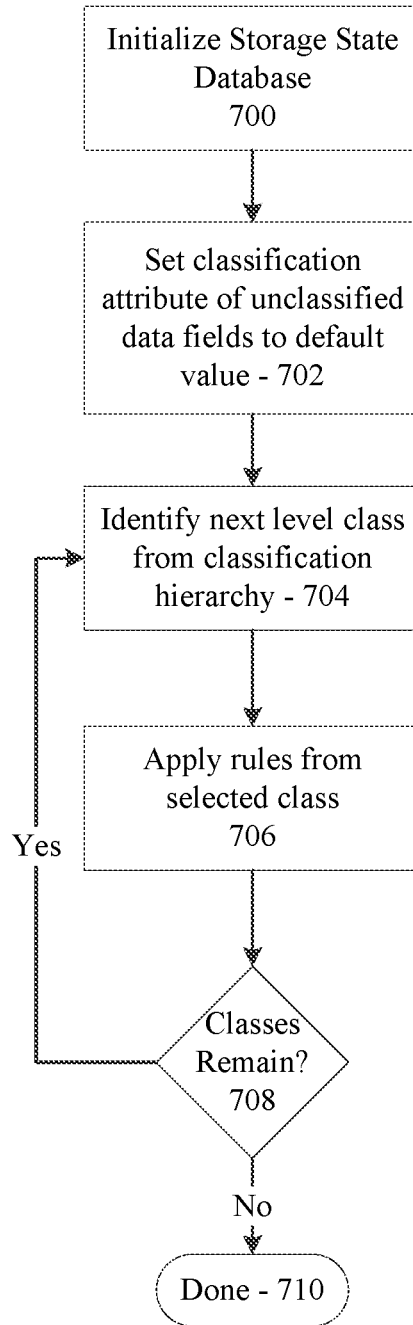 Initialize Storage State
Database
700
Set classification
attribute of unclassified
data fields to default
value - 702
Identify next level class
from classification
hierarchy - 704
Apply rules from
selected class
706
Yes
Classes
Remain?
708
No
Done - 710